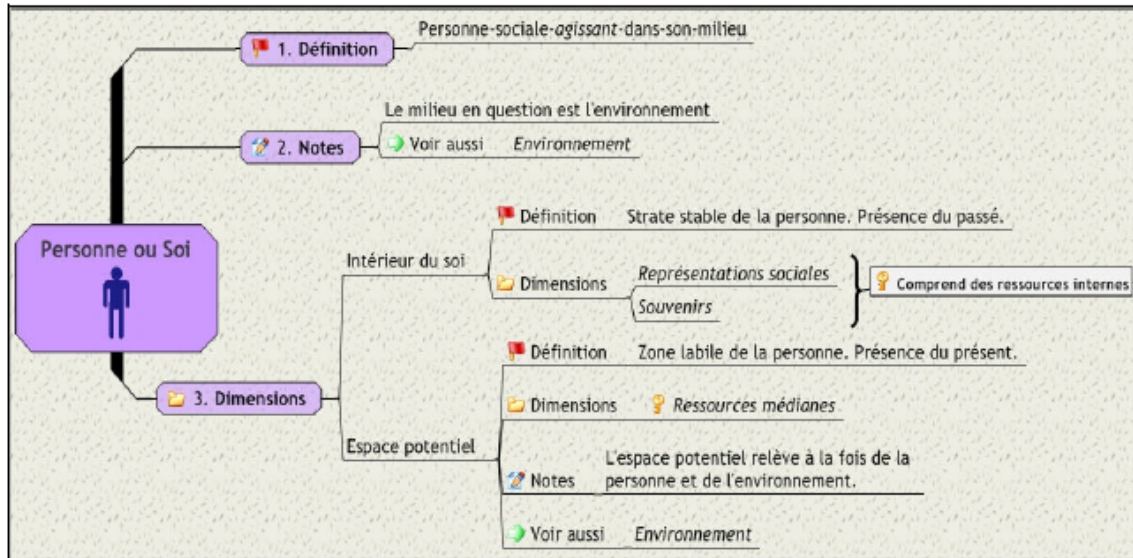 Personne ou Soi
1. Définition
Personne-sociale-agissant-dans-son-milieu
2. Notes
Le milieu en question est l'environnement
Voir aussi Environnement
3. Dimensions
Intérieur du soi
Définition Strate stable de la personne. Présence du passé.
Dimensions
Représentations sociales
Souvenirs
Comprend des ressources internes
Espace potentiel
Définition Zone labile de la personne. Présence du présent.
Dimensions Ressources médianes
Notes
L'espace potentiel relève à la fois de la
personne et de l'environnement.
Voir aussi Environnement